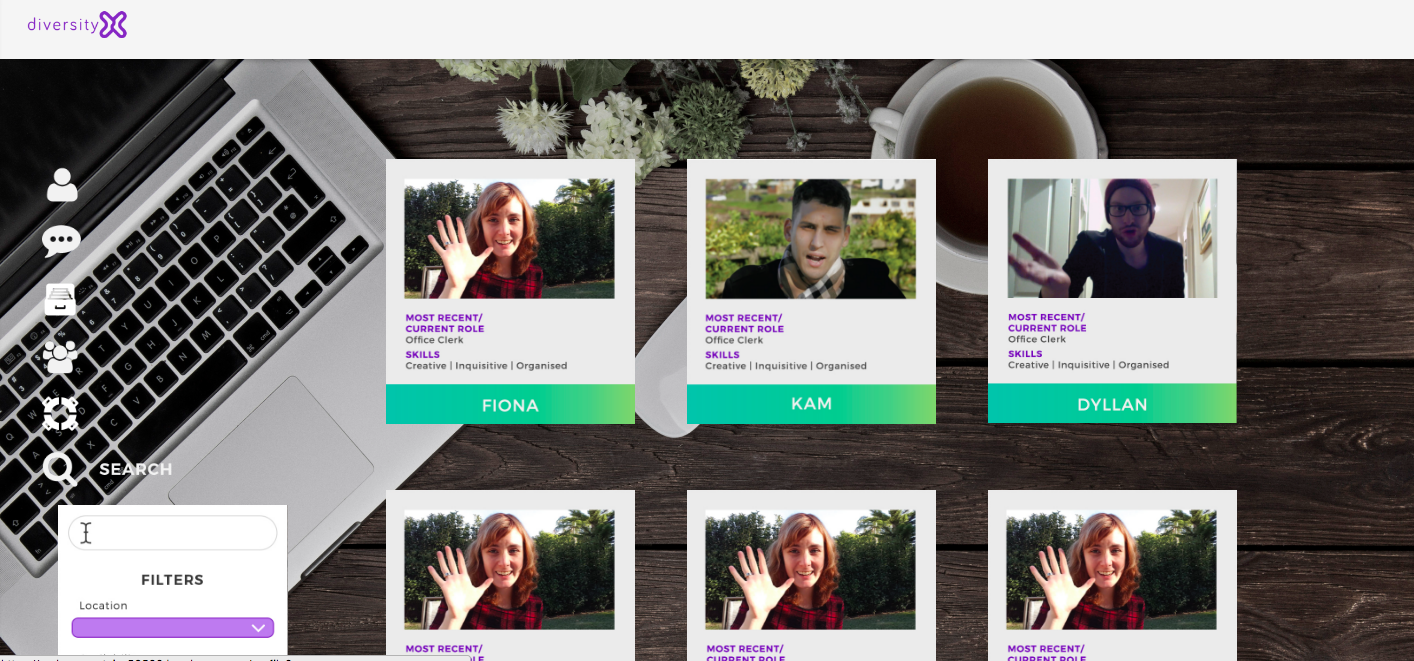 diversity
MOST RECENT/
CURRENT ROLE
Office Clerk
SKILLS
Creative | Inquisitive | Organised
FIONA
MOST RECENT/
CURRENT ROLE
Office Clerk
SKILLS
Creative | Inquisitive | Organised
KAM
MOST RECENT/
CURRENT ROLE
Office Clerk
SKILLS
Creative | Inquisitive | Organised
DYLLAN
SEARCH
FILTERS
Location
MOST RECENT/
CURRENT ROLE
MOST RECENT/
CURRENT ROLE
MOST RECENT/
CURRENT ROLE